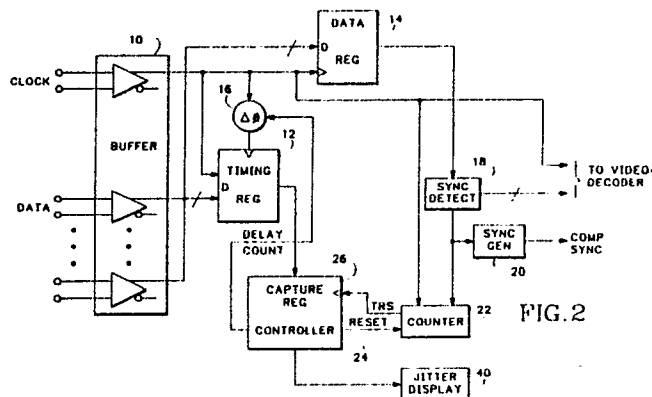 10
CLOCK
BUFFER
DATA
16
Δø
12
TIMING
D
REG
DELAY
COUNT
DATA
D
REG
14
18
SYNC
DETECT
TO VIDEO
DECODER
SYNC
GEN
20
COMP
SYNC
26
CAPTURE
REG
CONTROLLER
TRS
RESET
COUNTER
22
24
FIG.2
JITTER
DISPLAY
40